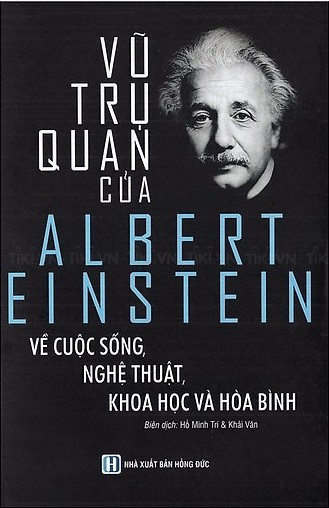 VŨ
TRỤ
QUAN
CỦA
ALBERT
EINSTEIN
VỀ CUỘC SỐNG,
NGHỆ THUẬT,
KHOA HỌC VÀ HÒA BÌNH
Biên dịch: Hồ Minh Trí & Khải Văn
H
NHÀ XUẤT BẢN HỒNG ĐỨC